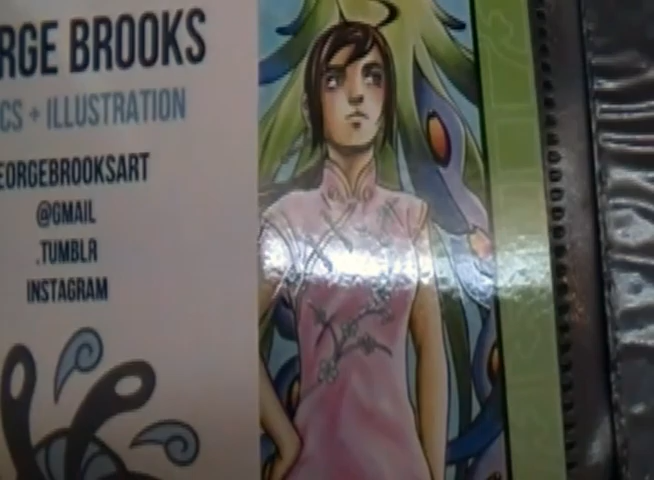 RGE BROOKS
CS + ILLUSTRATION
EORGEBROOKSART
@GMAIL
.TUMBLR
INSTAGRAM